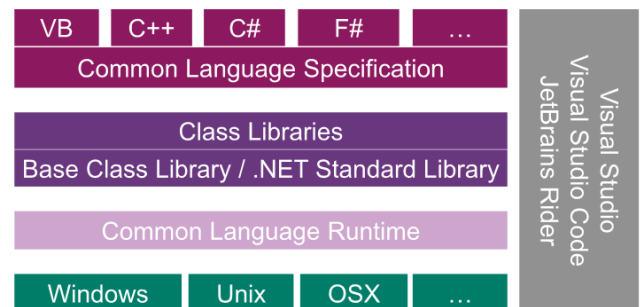 VB
C++
C#
F#
…
Common Language Specification
Class Libraries
Base Class Library / .NET Standard Library
Common Language Runtime
Windows
Unix
OSX
…
Visual Studio
Visual Studio Code
JetBrains Rider